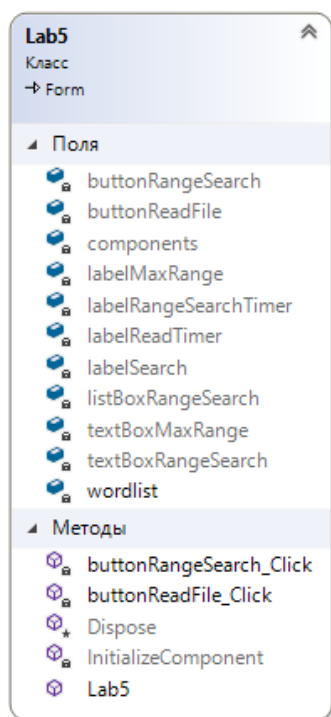 Lab5
Класс
Form
Поля
buttonRangeSearch
buttonReadFile
components
labelMaxRange
labelRangeSearchTimer
labelReadTimer
labelSearch
listBoxRangeSearch
textBoxMaxRange
textBoxRangeSearch
wordlist
Методы
buttonRangeSearch_Click
buttonReadFile_Click
Dispose
InitializeComponent
Lab5